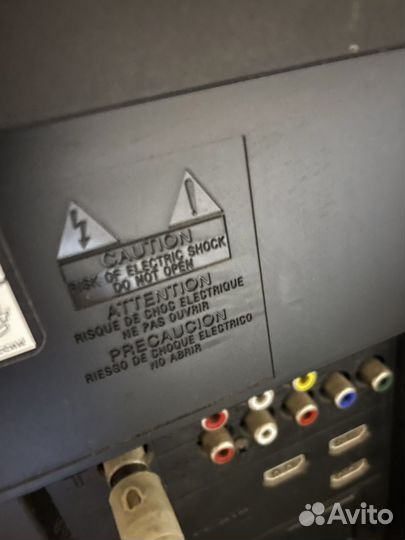 CAUTION
RISK OF ELECTRIC SHOCK
DO NOT OPEN
ATTENTION
RISQUE DE CHOC ELECTRIQUE
NE PAS OUVRIR
PRECAUCION
RIESSO DE CHOQUE ELECTRICO
NO ABRIR
Avito